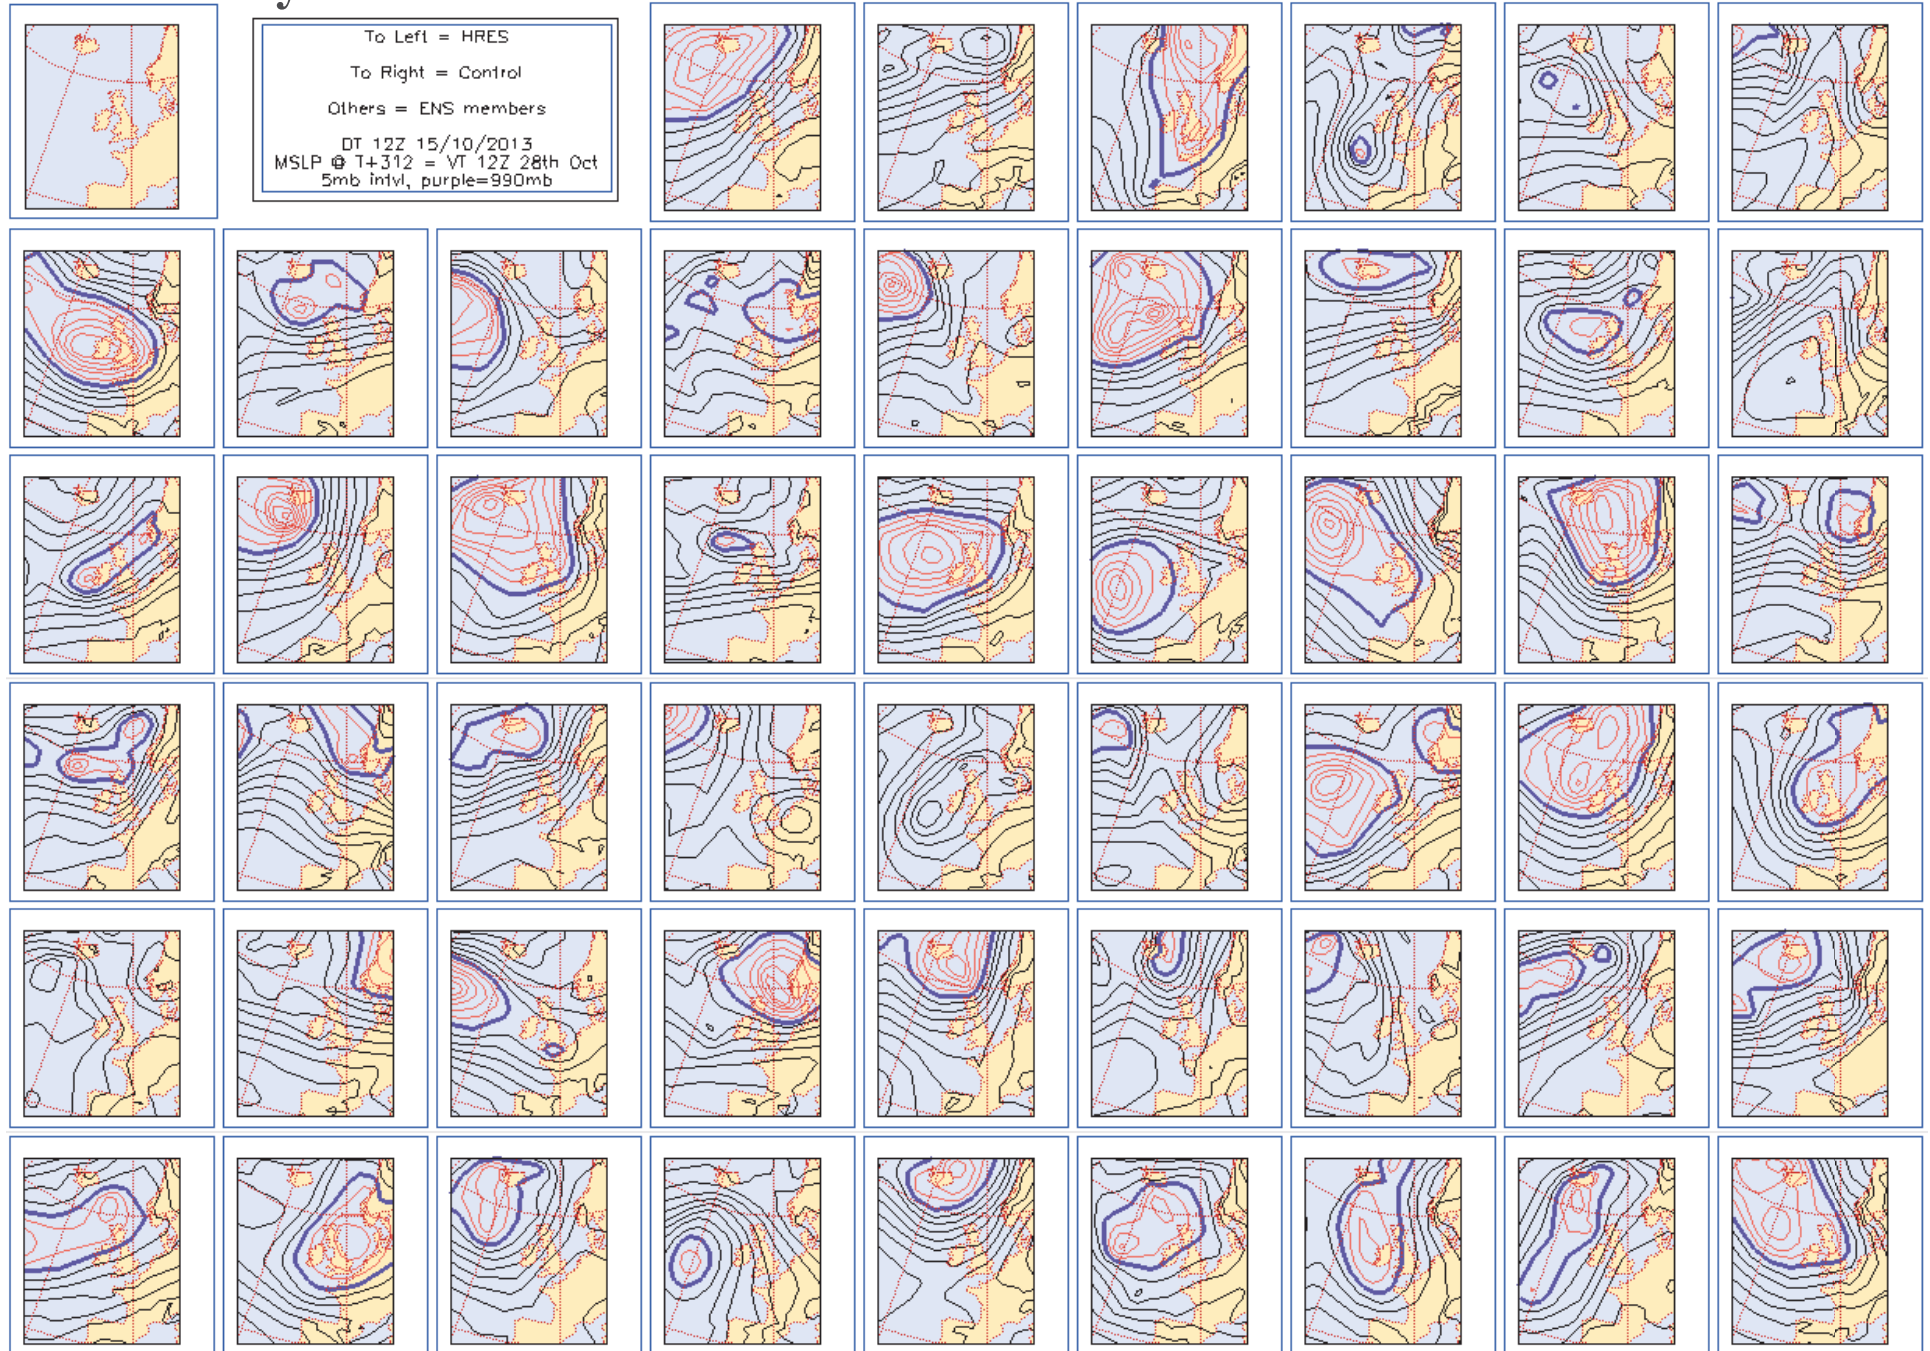 To Left = HRES
To Right = Control
Others = ENS members
DT 12Z 15/10/2013
MSLP @ T+312 = VT 12Z 28th Oct
5mb intvl, purple=990mb